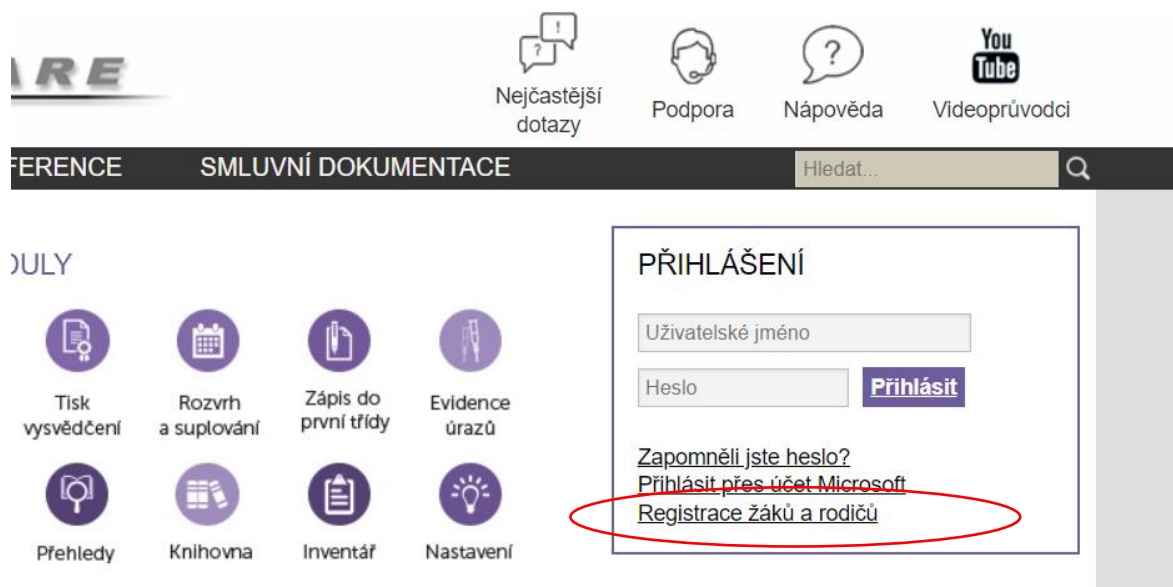 ARE
Nejčastější
dotazy
Podpora
Nápověda
You
Tube
Videoprůvodci
FERENCE
SMLUVNÍ DOKUMENTACE
Hledat...
DULY
Tisk
vysvědčení
Rozvrh
a suplování
Zápis do
první třídy
Evidence
úrazů
Přehledy
Knihovna
Inventář
Nastavení
PŘIHLÁŠENÍ
Uživatelské jméno
Heslo
Přihlásit
Zapomněli jste heslo?
Přihlásit přes účet Microsoft
Registrace žáků a rodičů